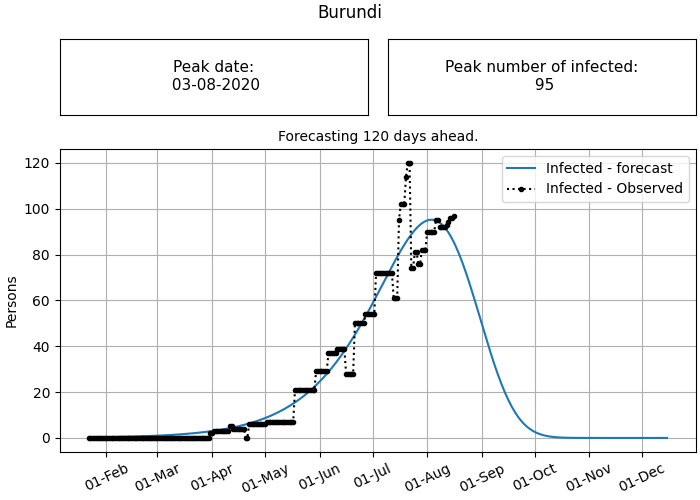 Burundi
Peak date:
03-08-2020
Peak number of infected:
95
Forecasting 120 days ahead.
Infected - forecast
Infected - Observed
Persons
120
100
80
60
40
20
0
01-Feb
01-Mar
01-Apr
01-May
01-Jun
01-Jul
01-Aug
01-Sep
01-Oct
01-Nov
01-Dec